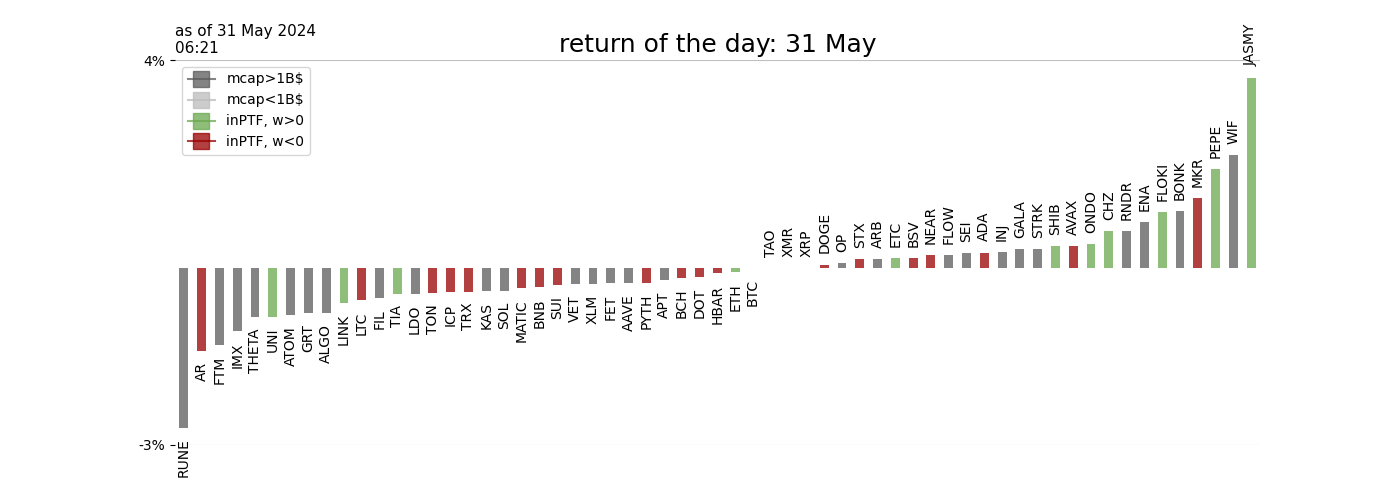 as of 31 May 2024
06:21
return of the day: 31 May
4%
mcap>1B$
mcap<1B$
inPTF, w>0
inPTF, w<0
-3%
RUNE
AR
FTM
IMX
THETA
UNI
ATOM
GRT
ALGO
LINK
LTC
FIL
TIA
LDO
TON
ICP
TRX
KAS
SOL
MATIC
BNB
SUI
VET
XLM
FET
AAVE
PYTH
APT
BCH
DOT
HBAR
ETH
BTC
TAO
XMR
XRP
DOGE
OP
STX
ARB
ETC
BSV
NEAR
FLOW
SEI
ADA
INJ
GALA
STRK
SHIB
AVAX
ONDO
CHZ
RNDR
ENA
FLOKI
BONK
MKR
PEPE
WIF
JASMY